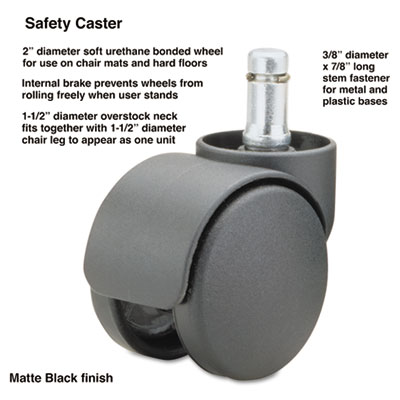 Safety Caster
2” diameter soft urethane bonded wheel
for use on chair mats and hard floors
Internal brake prevents wheels from
rolling freely when user stands
1-1/2” diameter overstock neck
fits together with 1-1/2” diameter
chair leg to appear as one unit
3/8” diameter
x 7/8” long
stem fastener
for metal and
plastic bases
Matte Black finish